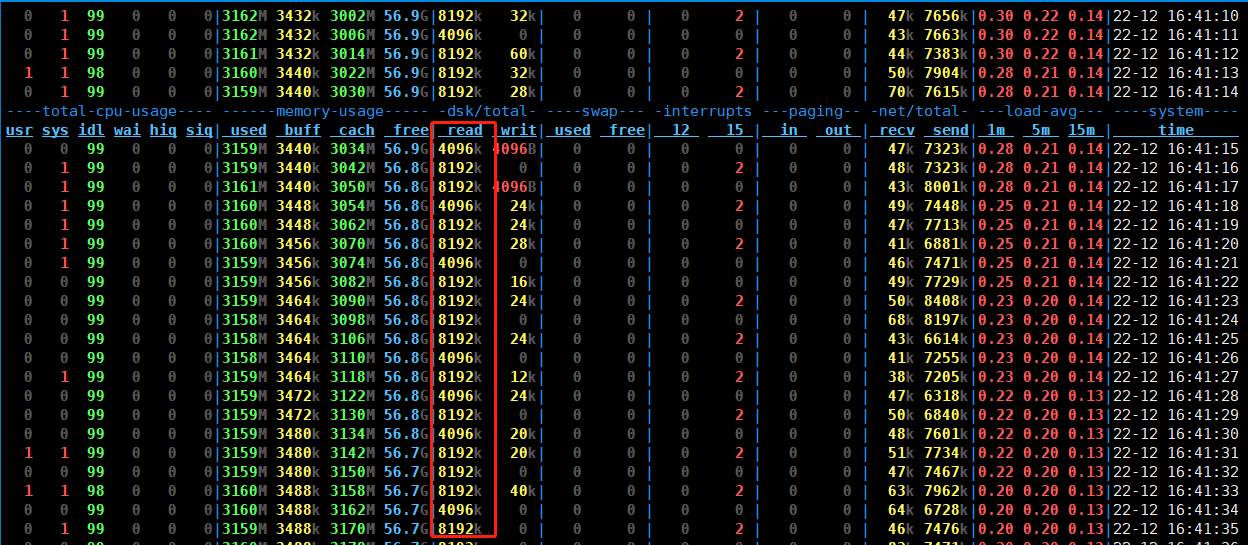 0 1 99 0 0 0|3162M 3432k 3002M 56.9G|8192k 32k| 0 0 | 0 2 | 0 0 | 47k 7656k|0.30 0.22 0.14|22-12 16:41:10
0 0 99 0 0 0|3162M 3432k 3006M 56.9G|4096k 0 | 0 0 | 0 0 | 0 0 | 43k 7663k|0.30 0.22 0.14|22-12 16:41:11
0 1 99 0 0 0|3161M 3432k 3014M 56.9G|8192k 60k| 0 0 | 0 2 | 0 0 | 44k 7383k|0.30 0.22 0.14|22-12 16:41:12
1 1 98 0 0 0|3160M 3440k 3022M 56.9G|8192k 32k| 0 0 | 0 0 | 0 0 | 50k 7904k|0.28 0.21 0.14|22-12 16:41:13
0 1 99 0 0 0|3159M 3440k 3030M 56.9G|8192k 28k| 0 0 | 0 2 | 0 0 | 70k 7615k|0.28 0.21 0.14|22-12 16:41:14
----total-cpu-usage---- ------memory-usage----- -dsk/total- ----swap--- -interrupts ---paging-- -net/total- ---load-avg--- ----system----
usr sys idl wai hiq siq| used buff cach free| read writ| used free| 12 15 | in out | recv send| 1m 5m 15m | time
0 0 99 0 0 0|3159M 3440k 3034M 56.9G|4096k 4096B| 0 0 | 0 0 | 0 0 | 47k 7323k|0.28 0.21 0.14|22-12 16:41:15
0 1 99 0 0 0|3159M 3440k 3042M 56.8G|8192k 0 | 0 0 | 0 2 | 0 0 | 48k 7323k|0.28 0.21 0.14|22-12 16:41:16
0 1 99 0 0 0|3161M 3440k 3050M 56.8G|8192k 4096B| 0 0 | 0 0 | 0 0 | 43k 8001k|0.28 0.21 0.14|22-12 16:41:17
0 1 99 0 0 0|3160M 3448k 3054M 56.8G|4096k 24k| 0 0 | 0 2 | 0 0 | 49k 7448k|0.25 0.21 0.14|22-12 16:41:18
0 1 99 0 0 0|3160M 3448k 3062M 56.8G|8192k 0 | 0 0 | 0 0 | 0 0 | 47k 7713k|0.25 0.21 0.14|22-12 16:41:19
0 1 99 0 0 0|3160M 3456k 3070M 56.8G|8192k 28k| 0 0 | 0 2 | 0 0 | 41k 6881k|0.25 0.21 0.14|22-12 16:41:20
0 1 99 0 0 0|3159M 3456k 3074M 56.8G|4096k 0 | 0 0 | 0 0 | 0 0 | 46k 7471k|0.25 0.21 0.14|22-12 16:41:21
0 0 99 0 0 0|3159M 3456k 3082M 56.8G|8192k 16k| 0 0 | 0 0 | 0 0 | 49k 7729k|0.25 0.21 0.14|22-12 16:41:22
0 0 99 0 0 0|3159M 3464k 3090M 56.8G|8192k 24k| 0 0 | 0 2 | 0 0 | 50k 8408k|0.23 0.20 0.14|22-12 16:41:23
0 0 99 0 0 0|3158M 3464k 3098M 56.8G|8192k 0 | 0 0 | 0 0 | 0 0 | 68k 8197k|0.23 0.20 0.14|22-12 16:41:24
0 0 99 0 0 0|3158M 3464k 3106M 56.8G|8192k 24k| 0 0 | 0 2 | 0 0 | 43k 6614k|0.23 0.20 0.14|22-12 16:41:25
0 0 99 0 0 0|3158M 3464k 3110M 56.8G|4096k 0 | 0 0 | 0 0 | 0 0 | 41k 7255k|0.23 0.20 0.14|22-12 16:41:26
0 1 99 0 0 0|3159M 3464k 3118M 56.8G|8192k 12k| 0 0 | 0 2 | 0 0 | 38k 7205k|0.23 0.20 0.14|22-12 16:41:27
0 0 99 0 0 0|3159M 3472k 3122M 56.8G|4096k 24k| 0 0 | 0 0 | 0 0 | 47k 6318k|0.22 0.20 0.13|22-12 16:41:28
0 0 99 0 0 0|3159M 3472k 3130M 56.8G|8192k 0 | 0 0 | 0 2 | 0 0 | 50k 6840k|0.22 0.20 0.13|22-12 16:41:29
0 0 99 0 0 0|3159M 3480k 3134M 56.8G|4096k 20k| 0 0 | 0 0 | 0 0 | 48k 7601k|0.22 0.20 0.13|22-12 16:41:30
1 1 99 0 0 0|3159M 3480k 3142M 56.7G|8192k 20k| 0 0 | 0 2 | 0 0 | 51k 7734k|0.22 0.20 0.13|22-12 16:41:31
0 0 99 0 0 0|3159M 3480k 3150M 56.7G|8192k 0 | 0 0 | 0 0 | 0 0 | 47k 7467k|0.22 0.20 0.13|22-12 16:41:32
1 1 98 0 0 0|3160M 3488k 3158M 56.7G|8192k 40k| 0 0 | 0 2 | 0 0 | 63k 7962k|0.20 0.20 0.13|22-12 16:41:33
0 0 99 0 0 0|3160M 3488k 3162M 56.7G|4096k 0 | 0 0 | 0 0 | 0 0 | 64k 6728k|0.20 0.20 0.13|22-12 16:41:34
0 1 99 0 0 0|3159M 3488k 3170M 56.7G|8192k 0 | 0 0 | 0 2 | 0 0 | 46k 7476k|0.20 0.20 0.13|22-12 16:41:35